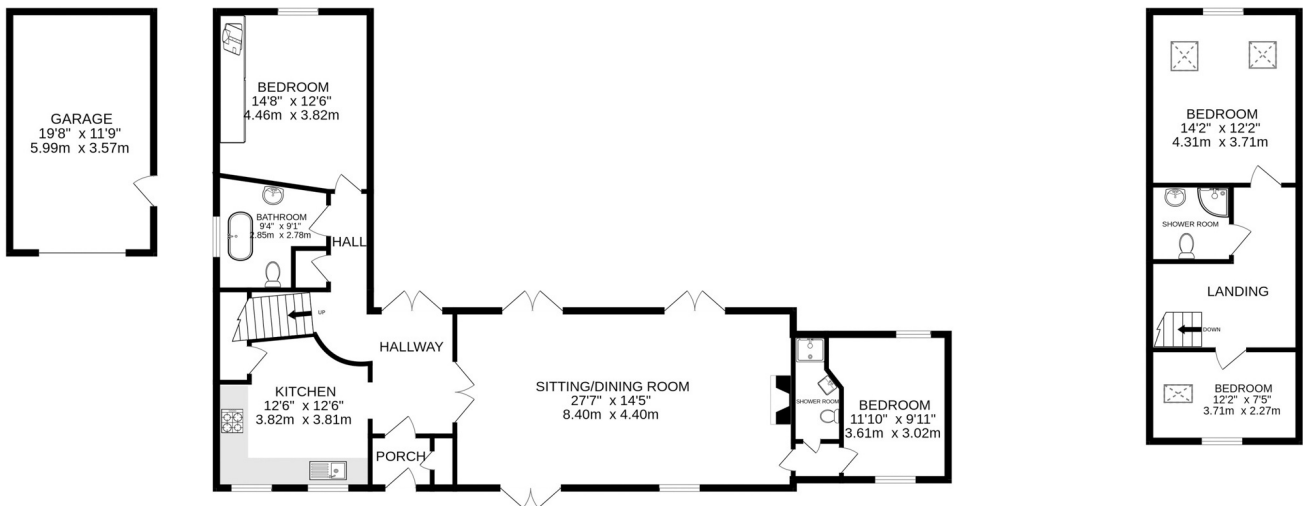 GARAGE
19'8" x 11'9"
5.99m x 3.57m
BEDROOM
14'8" x 12'6"
4.46m x 3.82m
BATHROOM
9'4" x 9'1"
2.85m x 2.78m
HALL
UP
HALLWAY
KITCHEN
12'6" x 12'6"
3.82m x 3.81m
PORCH
SITTING/DINING ROOM
27'7" x 14'5"
8.40m x 4.40m
SHOWER ROOM
BEDROOM
11'10" x 9'11"
3.61m x 3.02m
BEDROOM
14'2" x 12'2"
4.31m x 3.71m
SHOWER ROOM
LANDING
DOWN
BEDROOM
12'2" x 7'5"
3.71m x 2.27m